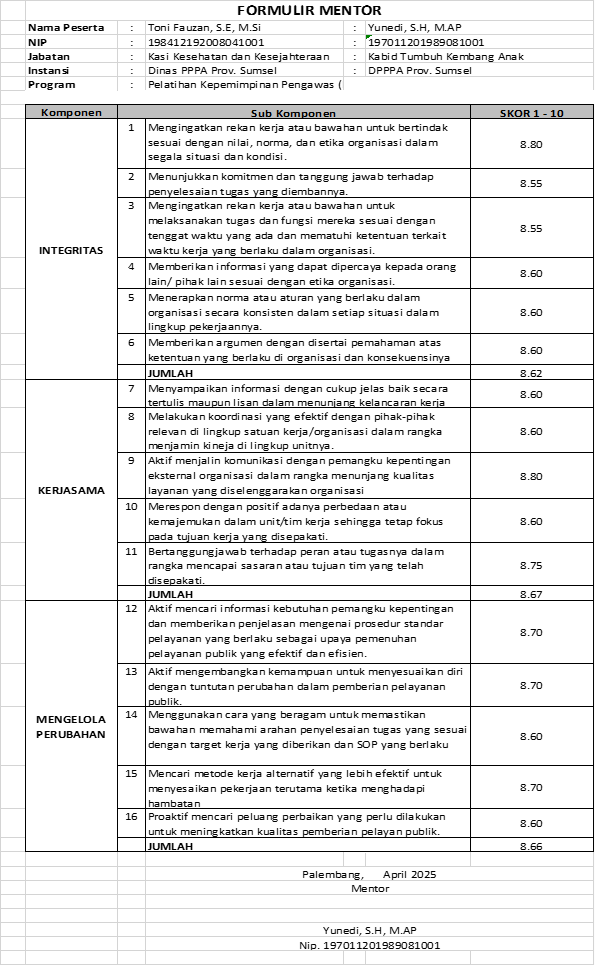 FORMULIR MENTOR
Nama Peserta : Toni Fauzan, S.E, M.Si : Yunedi, S.H, M.AP
NIP : 198412192008041001 : 197011201989081001
Jabatan : Kasi Kesehatan dan Kesejahteraan : Kabid Tumbuh Kembang Anak
Instansi : Dinas PPPA Prov. Sumsel : DPPPA Prov. Sumsel
Program : Pelatihan Kepemimpinan Pengawas (
Komponen Sub Komponen SKOR 1 - 10
INTEGRITAS
1 Mengingatkan rekan kerja atau bawahan untuk bertindak
sesuai dengan nilai, norma, dan etika organisasi dalam
segala situasi dan kondisi.
8.80
2 Menunjukkan komitmen dan tanggung jawab terhadap
penyelesaian tugas yang diembannya.
8.55
3 Mengingatkan rekan kerja atau bawahan untuk
melaksanakan tugas dan fungsi mereka sesuai dengan
tenggat waktu yang ada dan mematuhi ketentuan terkait
waktu kerja yang berlaku dalam organisasi.
8.55
4 Memberikan informasi yang dapat dipercaya kepada orang
lain/ pihak lain sesuai dengan etika organisasi.
8.60
5 Menerapkan norma atau aturan yang berlaku dalam
organisasi secara konsisten dalam setiap situasi dalam
lingkup pekerjaannya.
8.60
6 Memberikan argumen dengan disertai pemahaman atas
ketentuan yang berlaku di organisasi dan konsekuensinya
8.60
JUMLAH 8.62
KERJASAMA
7 Menyampaikan informasi dengan cukup jelas baik secara
tertulis maupun lisan dalam menunjang kelancaran kerja
8.60
8 Melakukan koordinasi yang efektif dengan pihak-pihak
relevan di lingkup satuan kerja/organisasi dalam rangka
menjamin kineja di lingkup unitnya.
8.60
9 Aktif menjalin komunikasi dengan pemangku kepentingan
eksternal organisasi dalam rangka menunjang kualitas
layanan yang diselenggarakan organisasi
8.80
10 Merespon dengan positif adanya perbedaan atau
kemajemukan dalam unit/tim kerja sehingga tetap fokus
pada tujuan kerja yang disepakati.
8.60
11 Bertanggungjawab terhadap peran atau tugasnya dalam
rangka mencapai sasaran atau tujuan tim yang telah
disepakati.
8.75
JUMLAH 8.67
MENGELOLA
PERUBAHAN
12 Aktif mencari informasi kebutuhan pemangku kepentingan
dan memberikan penjelasan mengenai prosedur standar
pelayanan yang berlaku sebagai upaya pemenuhan
pelayanan publik yang efektif dan efisien.
8.70
13 Aktif mengembangkan kemampuan untuk menyesuaikan diri
dengan tuntutan perubahan dalam pemberian pelayanan
publik.
8.70
14 Menggunakan cara yang beragam untuk memastikan
bawahan memahami arahan penyelesaian tugas yang sesuai
dengan target kerja yang diberikan dan SOP yang berlaku
8.60
15 Mencari metode kerja alternatif yang lebih efektif untuk
menyesaikan pekerjaan terutama ketika menghadapi
hambatan
8.70
16 Proaktif mencari peluang perbaikan yang perlu dilakukan
untuk meningkatkan kualitas pemberian pelayan publik.
8.60
JUMLAH 8.66
Palembang, April 2025
Mentor
Yunedi, S.H, M.AP
Nip. 197011201989081001